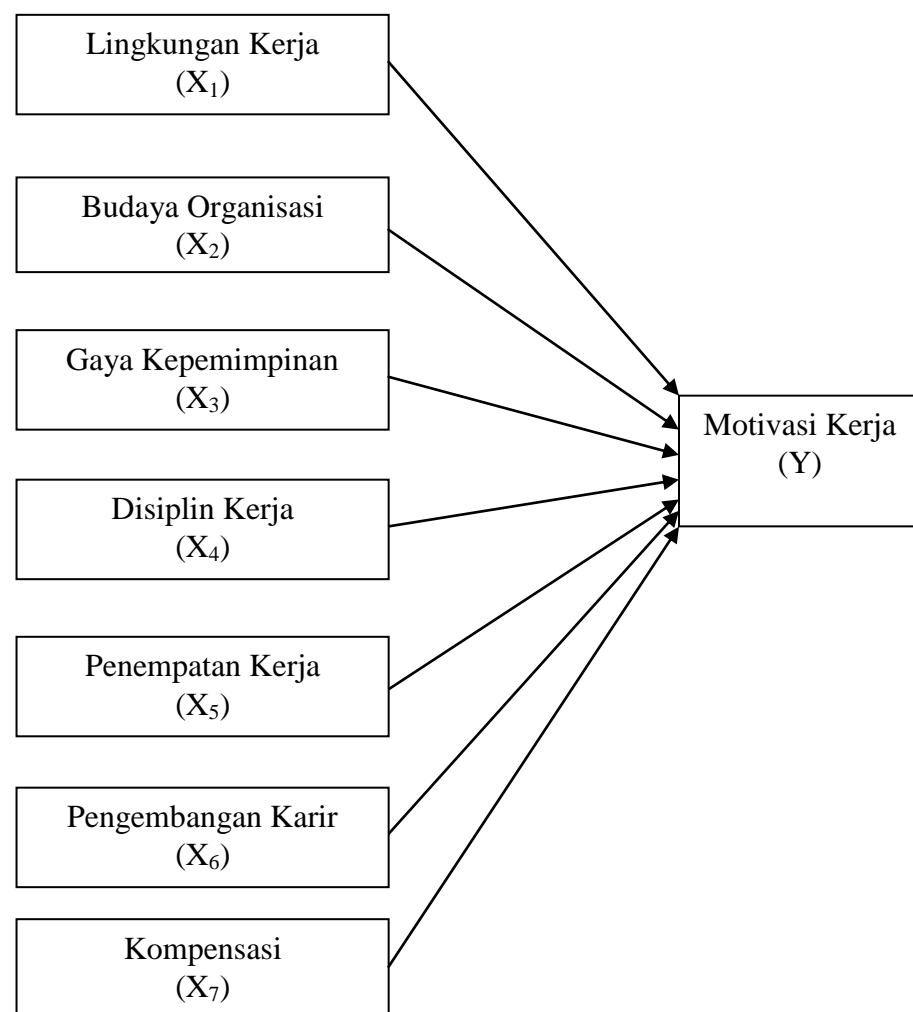 Lingkungan Kerja
(X₁)
Budaya Organisasi
(X₂)
Gaya Kepemimpinan
(X₃)
Disiplin Kerja
(X₄)
Penempatan Kerja
(X₅)
Pengembangan Karir
(X₆)
Kompensasi
(X₇)
Motivasi Kerja
(Y)